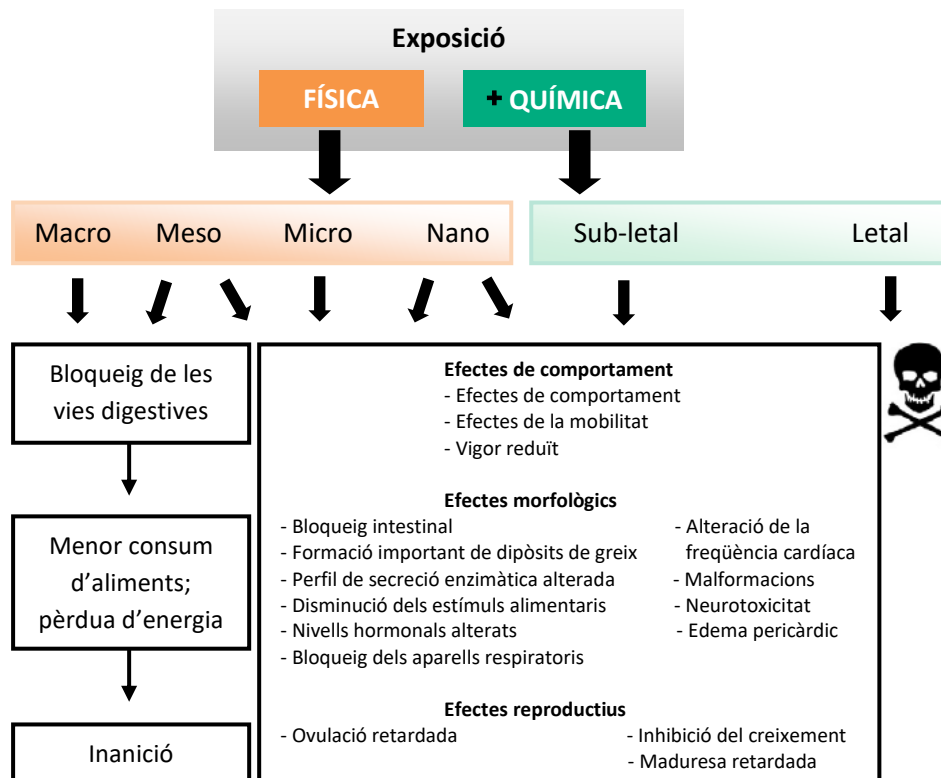 Exposició
FÍSICA
+ QUÍMICA
Macro Meso Micro Nano
Sub-letal Letal
Bloqueig de les
vies digestives
Menor consum
d’aliments;
pèrdua d’energia
Inanició
Efectes de comportament
- Efectes de comportament
- Efectes de la mobilitat
- Vigor reduït
Efectes morfològics
- Bloqueig intestinal
- Formació important de dipòsits de greix
- Perfil de secreció enzimàtica alterada
- Disminució dels estímuls alimentaris
- Nivells hormonals alterats
- Bloqueig dels aparells respiratoris
- Alteració de la
freqüència cardíaca
- Malformacions
- Neurotoxicitat
- Edema pericàrdic
Efectes reproductius
- Ovulació retardada
- Inhibició del creixement
- Maduresa retardada